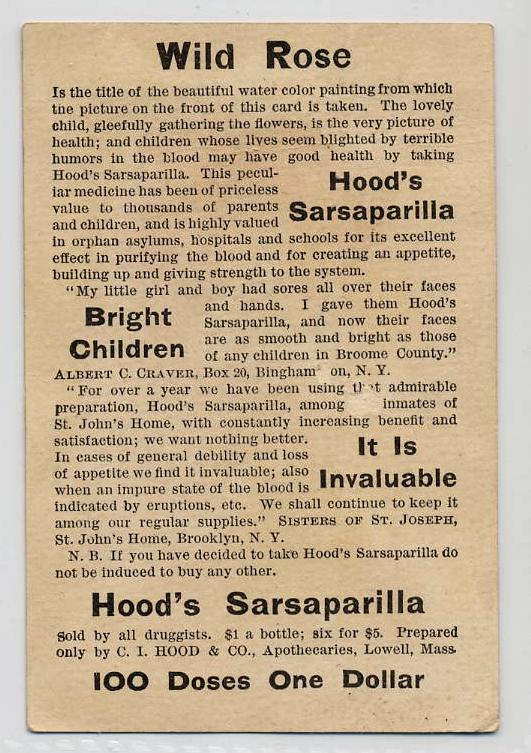 Wild Rose
Is the title of the beautiful water color painting from which
the picture on the front of this card is taken. The lovely
child, gleefully gathering the flowers, is the very picture of
health; and children whose lives seem blighted by terrible
humors in the blood may have good health by taking
Hood's Sarsaparilla. This pecul-
iar medicine has been of priceless
value to thousands of parents
and children, and is highly valued
Hood's
Sarsaparilla
in orphan asylums, hospitals and schools for its excellent
effect in purifying the blood and for creating an appetite,
building up and giving strength to the system.
"My little girl and boy had sores all over their faces
Bright
Children
and hands. I gave them Hood's
Sarsaparilla, and now their faces
are as smooth and bright as those
of any children in Broome County."
ALBERT C. CRAVER, Box 20, Bingham on, N. Y.
"For over a year we have been using that admirable
preparation, Hood's Sarsaparilla, among inmates of
St. John's Home, with constantly increasing benefit and
satisfaction; we want nothing better.
In cases of general debility and loss
of appetite we find it invaluable; also
when an impure state of the blood is
It Is
Invaluable
indicated by eruptions, etc. We shall continue to keep it
among our regular supplies." SISTERS OF ST. JOSEPH,
St. John's Home, Brooklyn, N. Y.
N. B. If you have decided to take Hood's Sarsaparilla do
not be induced to buy any other.
Hood's Sarsaparilla
Sold by all druggists. $1 a bottle; six for $5. Prepared
only by C. I. HOOD & CO., Apothecaries, Lowell, Mass.
100 Doses One Dollar